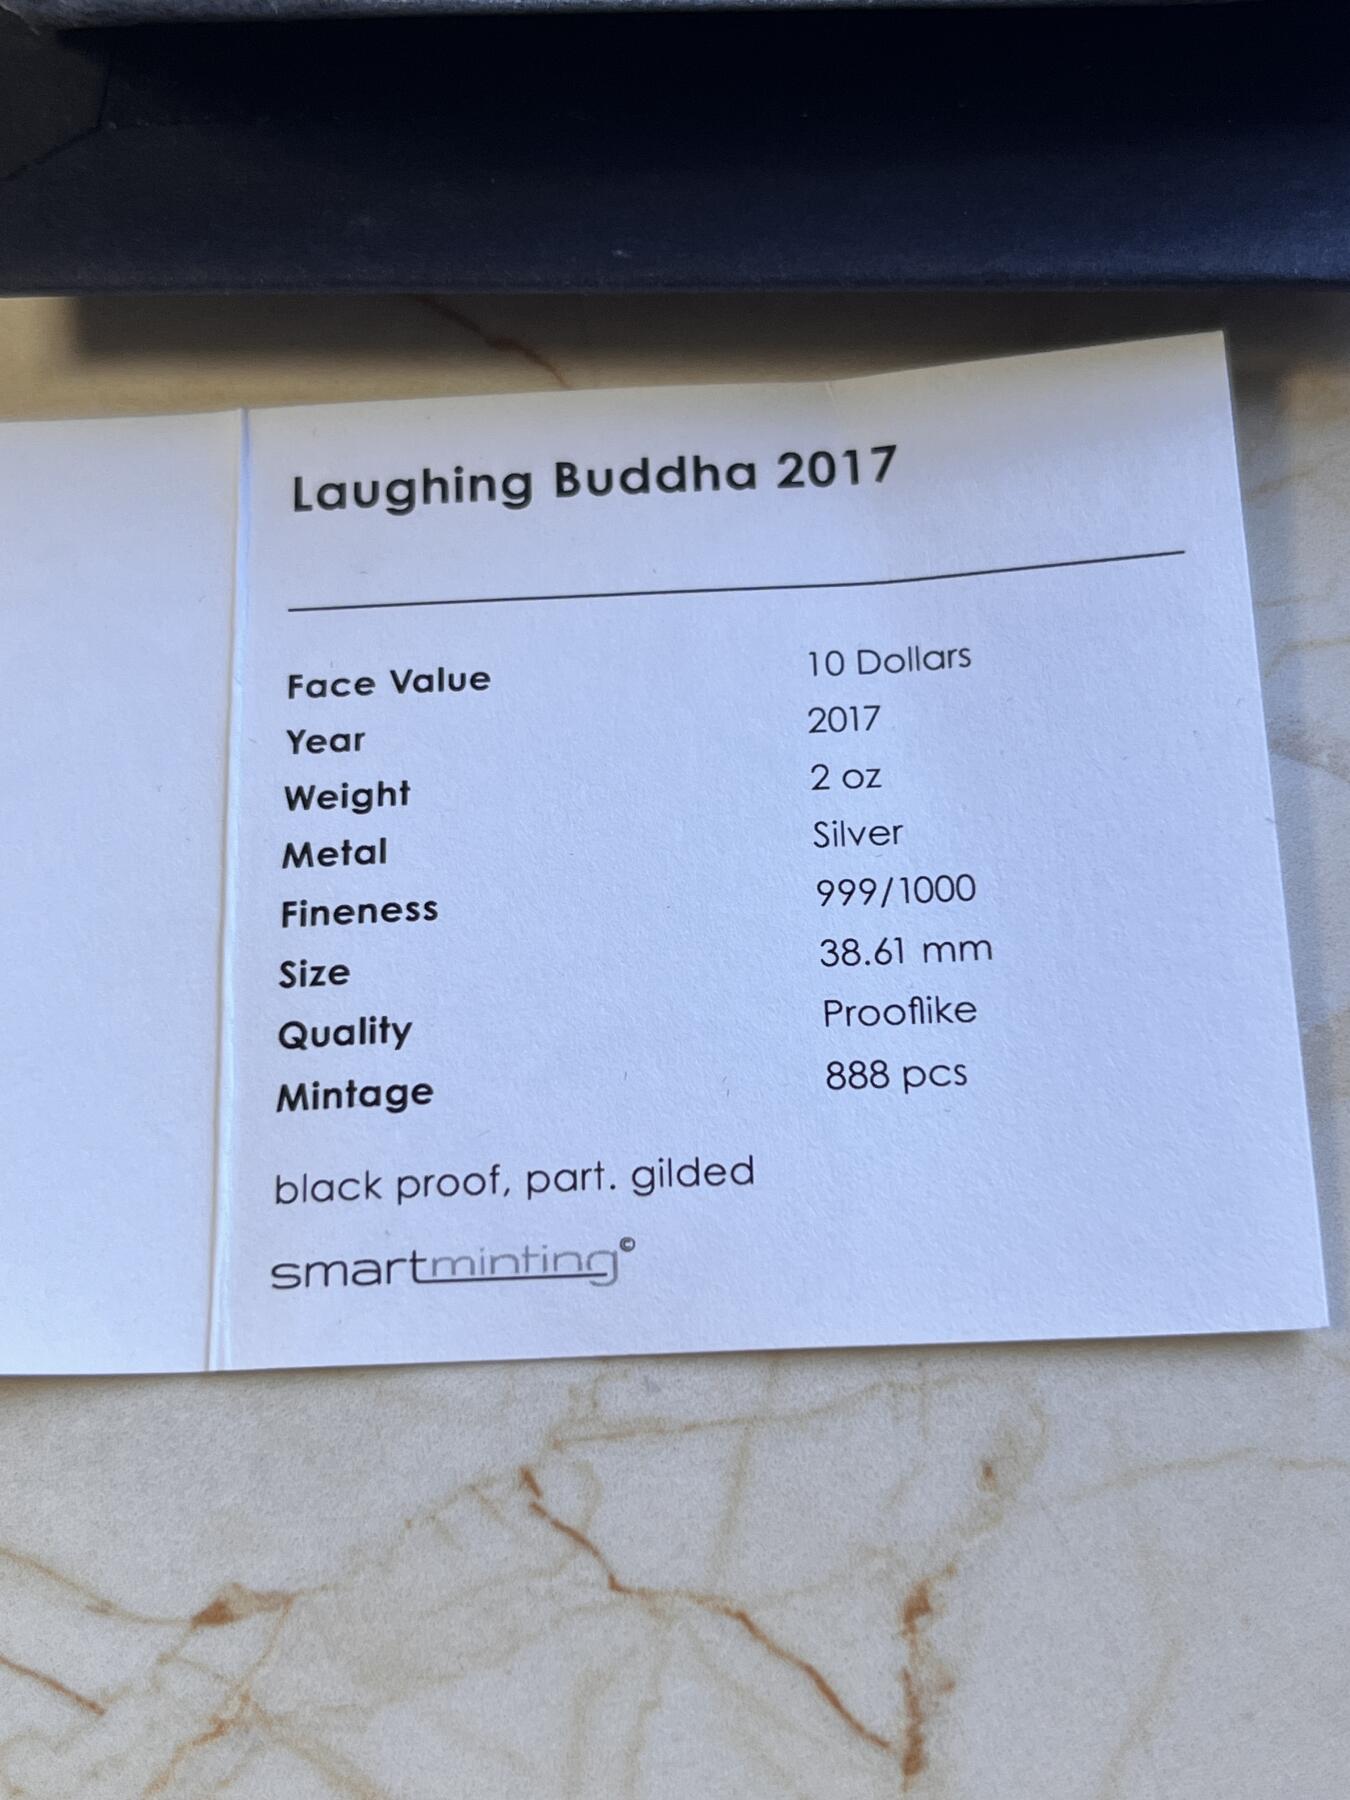 Laughing Buddha 2017
Face Value 10 Dollars
Year 2017
Weight 2 oz
Metal Silver
Fineness 999/1000
Size 38.61 mm
Quality Prooflike
Mintage 888 pcs
black proof, part. gilded
smartminting©